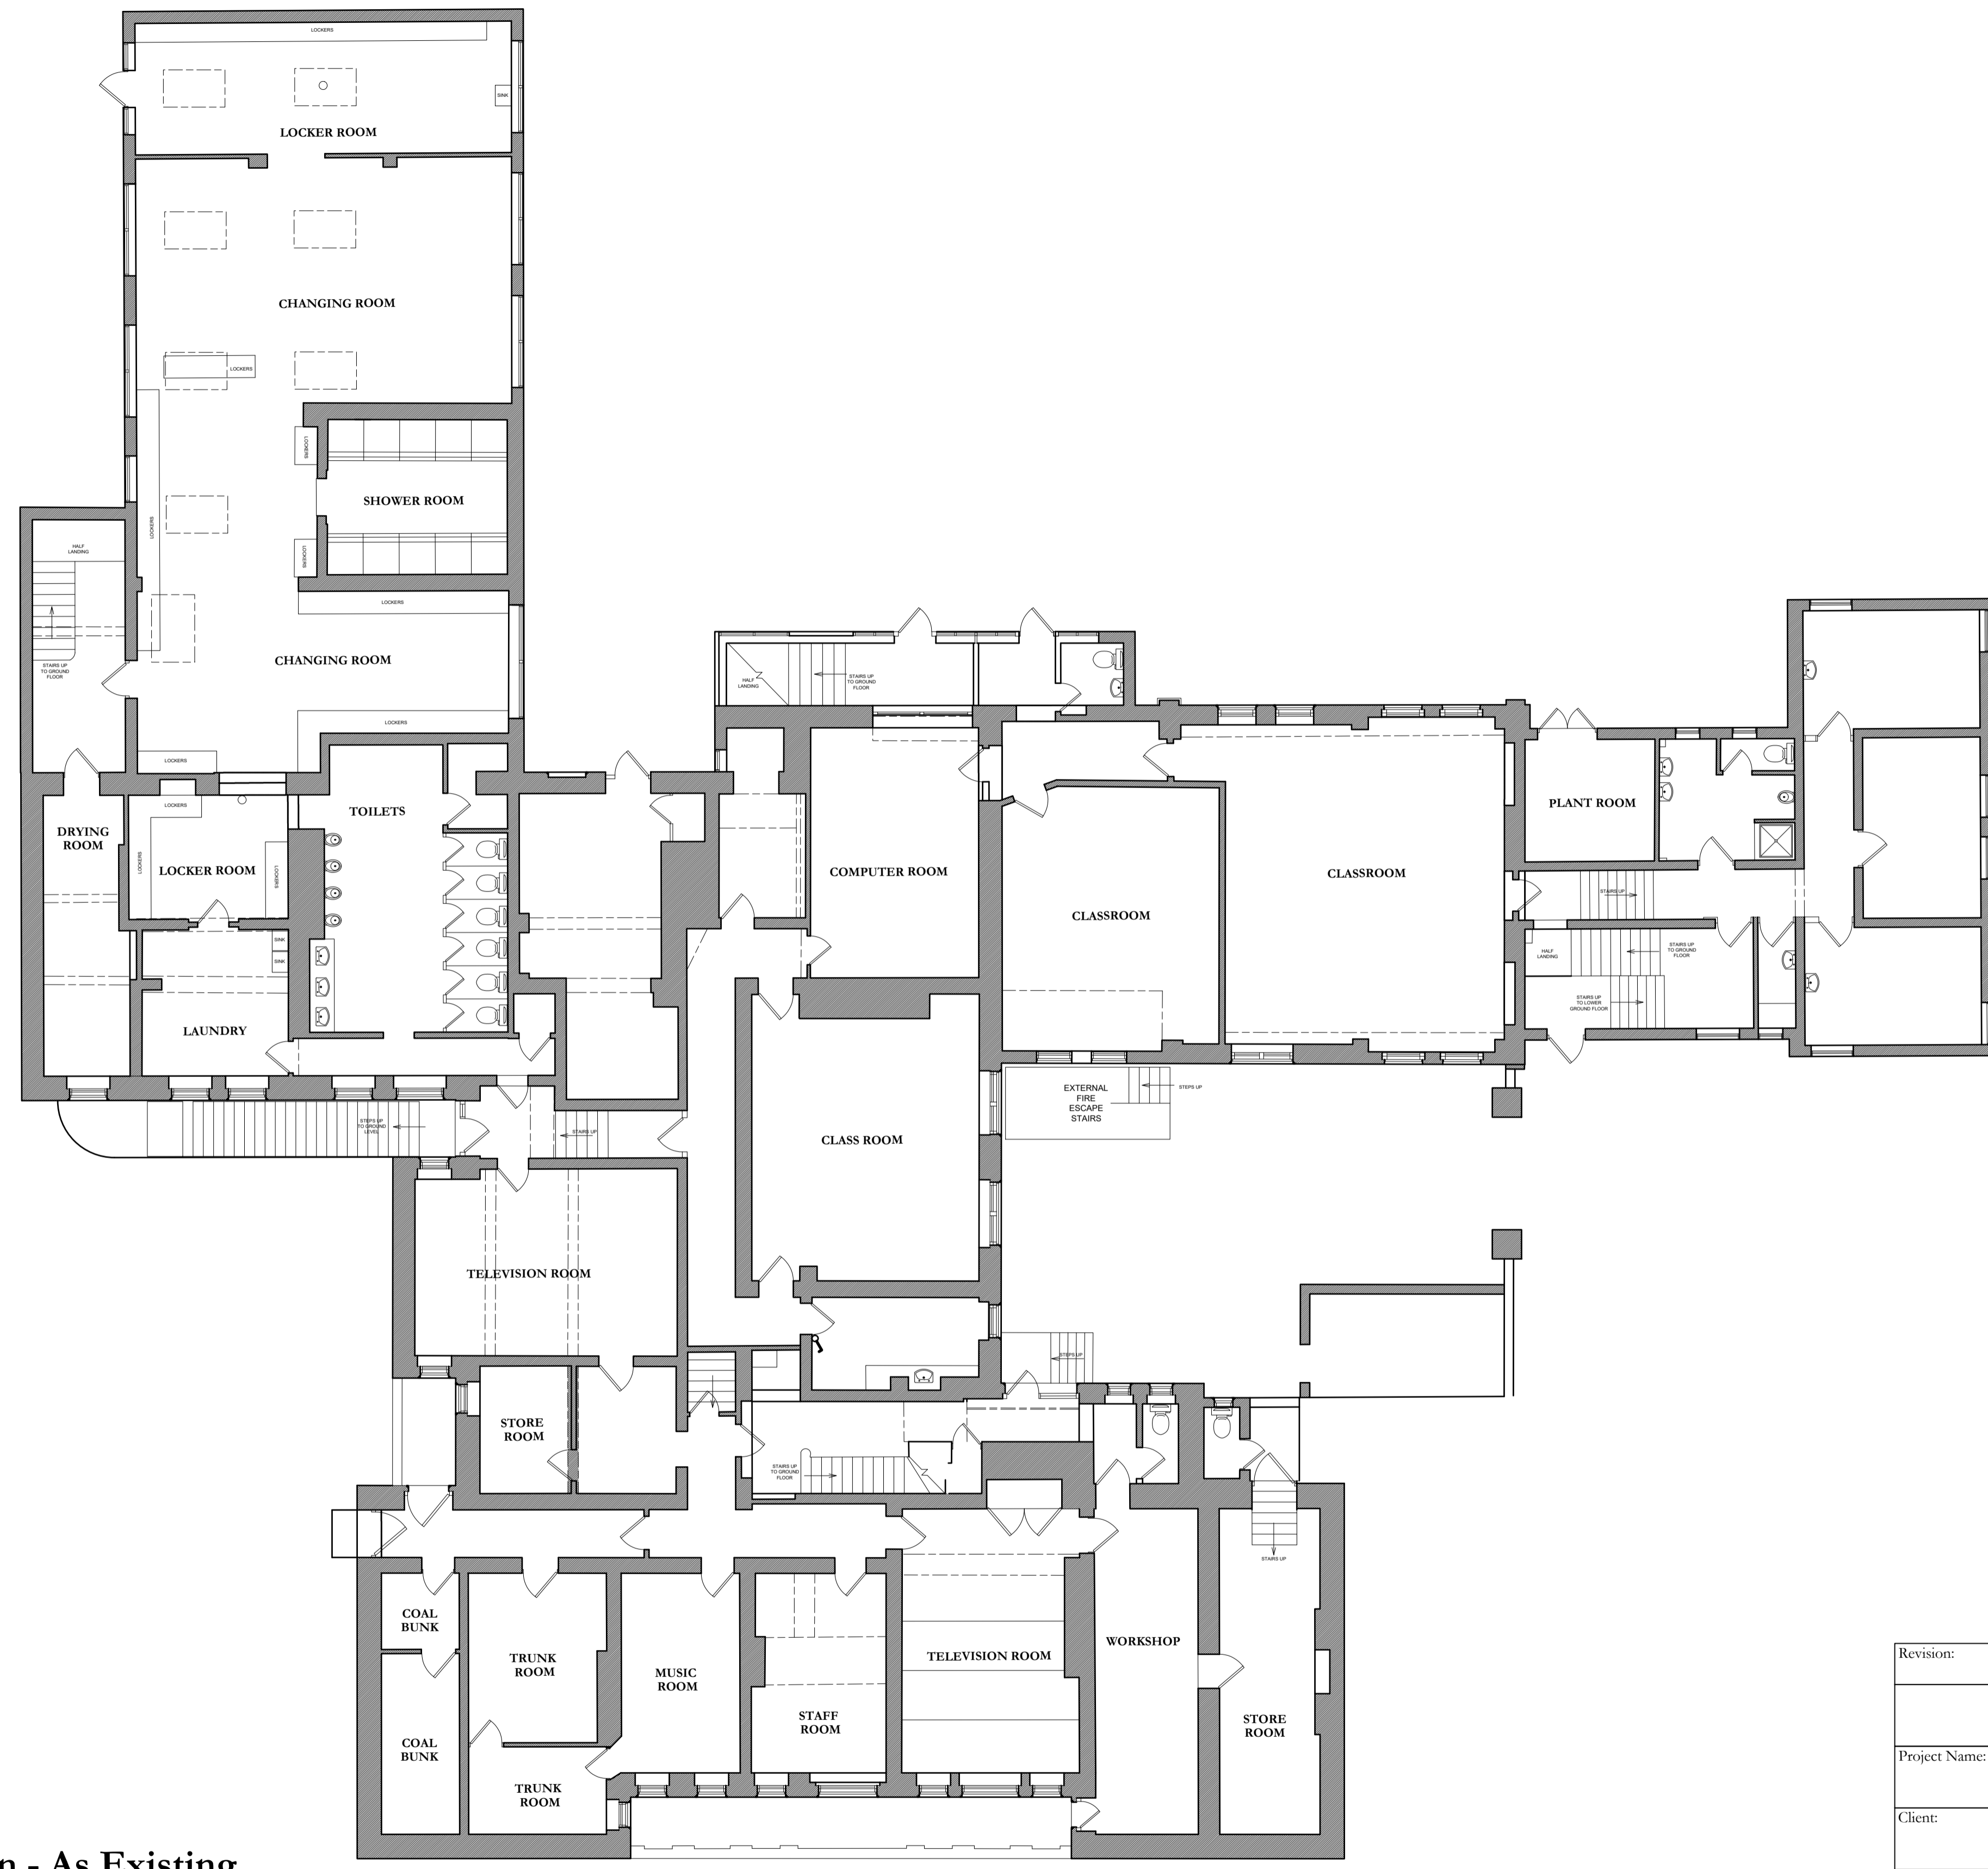 LOCKERS
SINK
LOCKER ROOM
CHANGING ROOM
LOCKERS
LOCKERS
SHOWER ROOM
LOCKERS
LOCKERS
HALF
LANDING
LOCKERS
STAIRS UP
TO GROUND
FLOOR
CHANGING ROOM
LOCKERS
LOCKERS
HALF
LANDING
STAIRS UP
TO GROUND
FLOOR
LOCKERS
TOILETS
PLANT ROOM
DRYING
ROOM
LOCKERS
LOCKER ROOM
LOCKERS
COMPUTER ROOM
CLASSROOM
CLASSROOM
STAIRS UP
SINK
SINK
HALF
LANDING
STAIRS UP
TO GROUND
FLOOR
STAIRS UP
TO LOWER
GROUND FLOOR
LAUNDRY
EXTERNAL
FIRE
ESCAPE
STAIRS
STEPS UP
STEPS UP
TO GROUND
LEVEL
STAIRS UP
CLASS ROOM
TELEVISION ROOM
STEPS UP
STORE
ROOM
STAIRS UP
TO GROUND
FLOOR
STAIRS UP
COAL
BUNK
TRUNK
ROOM
MUSIC
ROOM
STAFF
ROOM
TELEVISION ROOM
WORKSHOP
STORE
ROOM
COAL
BUNK
TRUNK
ROOM
Revision:
Project Name:
Client:
- As Existing